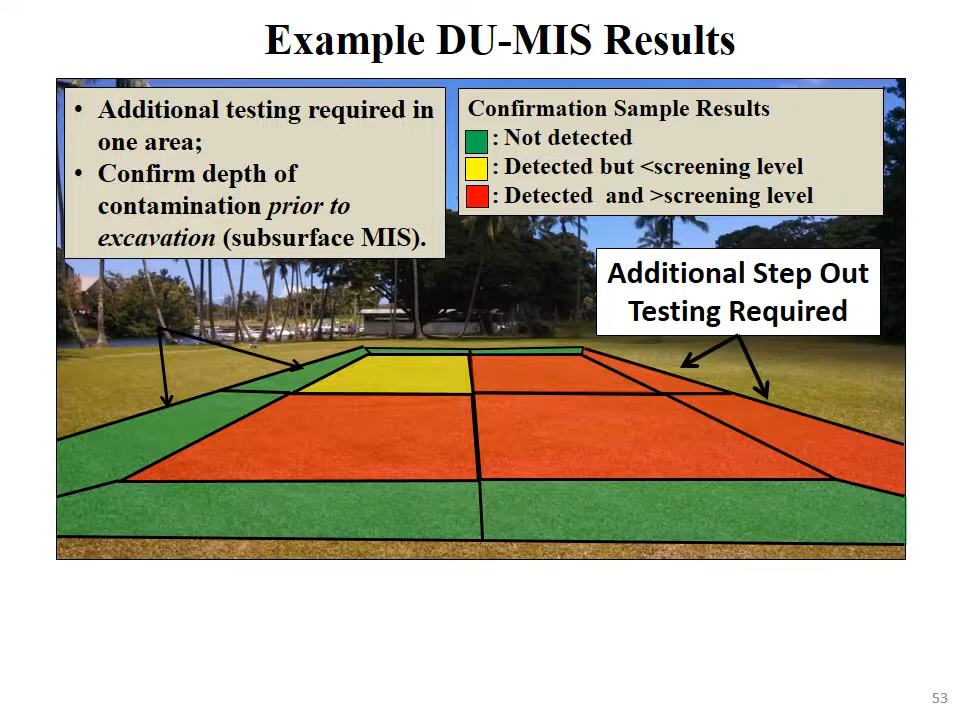 Example DU-MIS Results
• Additional testing required in
one area;
• Confirm depth of
contamination prior to
excavation (subsurface MIS).
Confirmation Sample Results
: Not detected
: Detected but <screening level
: Detected and >screening level
Additional Step Out
Testing Required
53